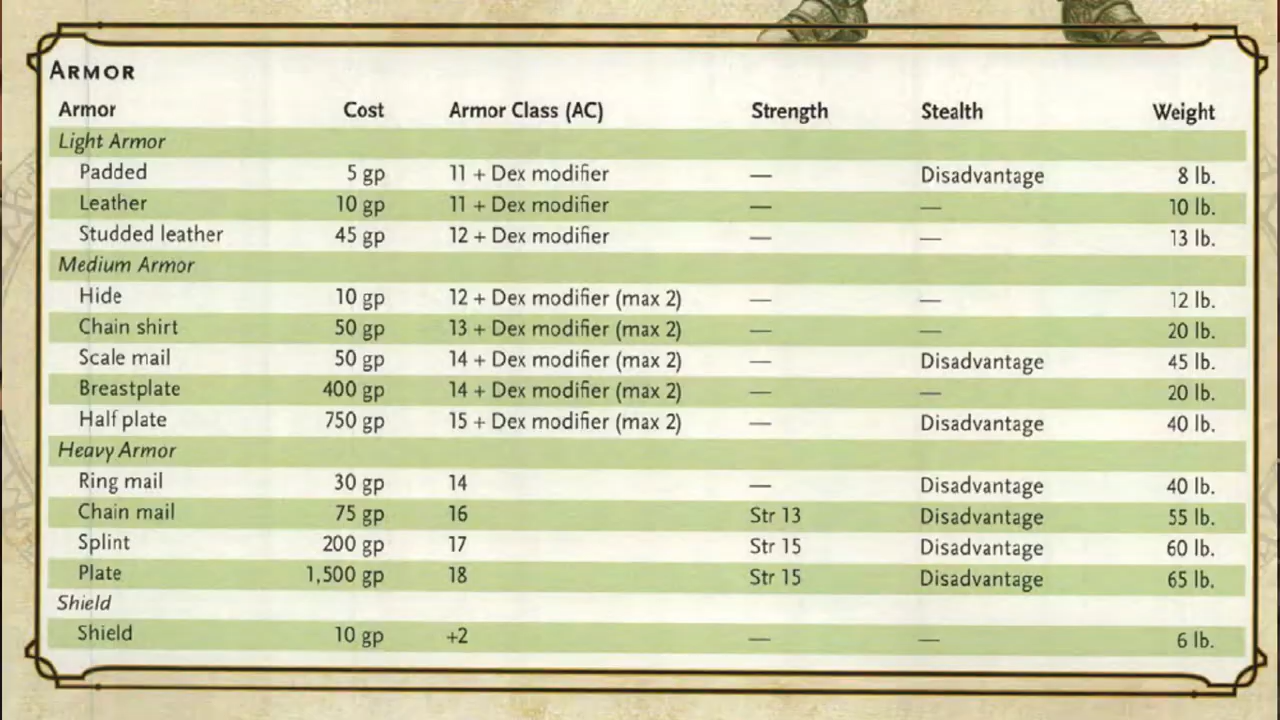 ARMOR
Armor Cost Armor Class (AC) Strength Stealth Weight
Light Armor
Padded 5 gp 11 + Dex modifier — Disadvantage 8 lb.
Leather 10 gp 11 + Dex modifier — — 10 lb.
Studded leather 45 gp 12 + Dex modifier — — 13 lb.
Medium Armor
Hide 10 gp 12 + Dex modifier (max 2) — — 12 lb.
Chain shirt 50 gp 13 + Dex modifier (max 2) — — 20 lb.
Scale mail 50 gp 14 + Dex modifier (max 2) — Disadvantage 45 lb.
Breastplate 400 gp 14 + Dex modifier (max 2) — — 20 lb.
Half plate 750 gp 15 + Dex modifier (max 2) — Disadvantage 40 lb.
Heavy Armor
Ring mail 30 gp 14 — Disadvantage 40 lb.
Chain mail 75 gp 16 Str 13 Disadvantage 55 lb.
Splint 200 gp 17 Str 15 Disadvantage 60 lb.
Plate 1,500 gp 18 Str 15 Disadvantage 65 lb.
Shield
Shield 10 gp +2 — — 6 lb.